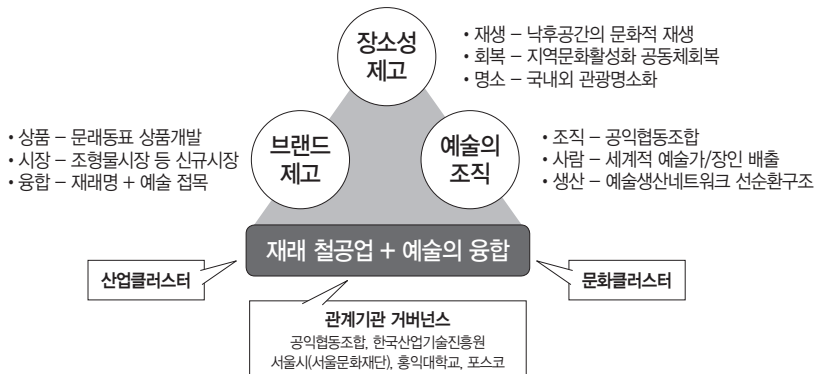 장소성
제고
• 재생 – 낙후공간의 문화적 재생
• 회복 – 지역문화활성화 공동체회복
• 명소 – 국내외 관광명소화
• 상품 – 문래동표 상품개발
• 시장 – 조형물시장 등 신규시장
• 융합 – 재래명 + 예술 접목
브랜드
제고
예술의
조직
• 조직 – 공익협동조합
• 사람 – 세계적 예술가/장인 배출
• 생산 – 예술생산네트워크 선순환구조
재래 철공업 + 예술의 융합
산업클러스터
문화클러스터
관계기관 거버넌스
공익협동조합, 한국산업기술진흥원
서울시(서울문화재단), 홍익대학교, 포스코